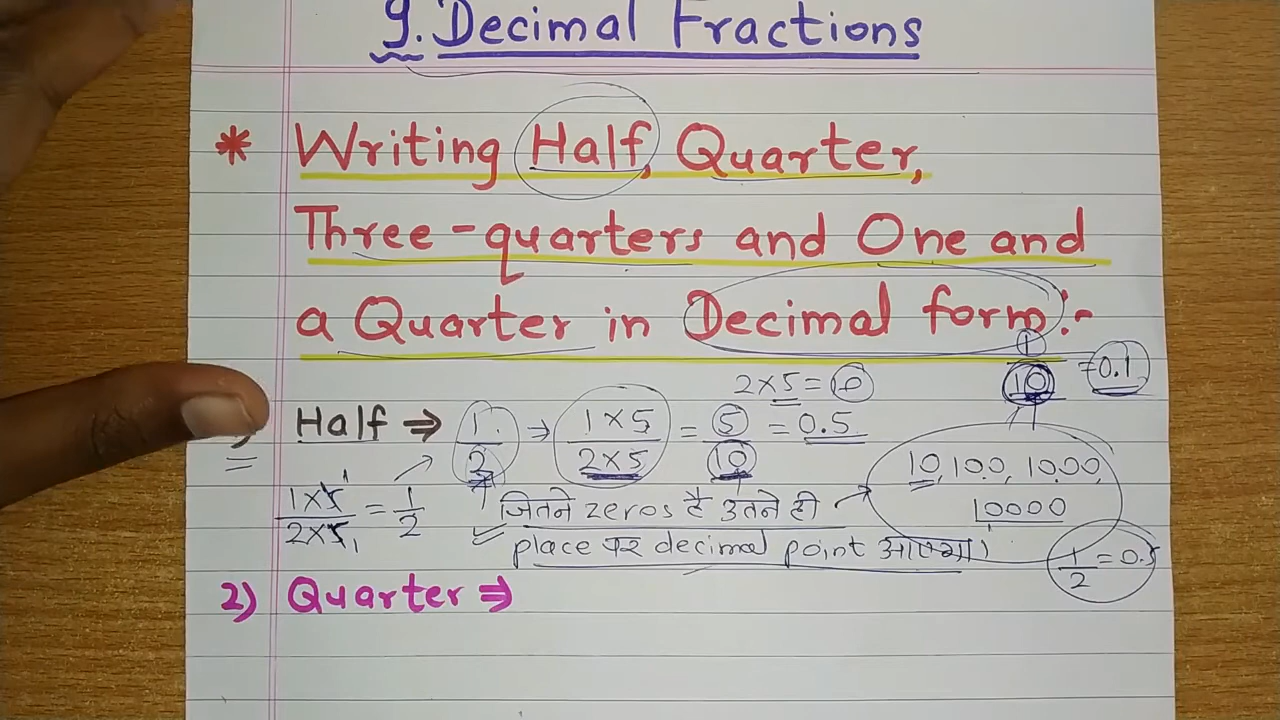 9. Decimal Fractions
* Writing Half, Quarter,
Three-quarters and One and
a Quarter in Decimal form:-
2×5=10
1/10 =0.1
Half ⇒ 1/2 → 1×5/2×5 = 5/10 = 0.5
10, 100, 1000,
10000
1×5/2×5 = 1/2
जितने zeros है उतने ही
place पर decimal point आएगा।
1/2 = 0.5
2) Quarter ⇒